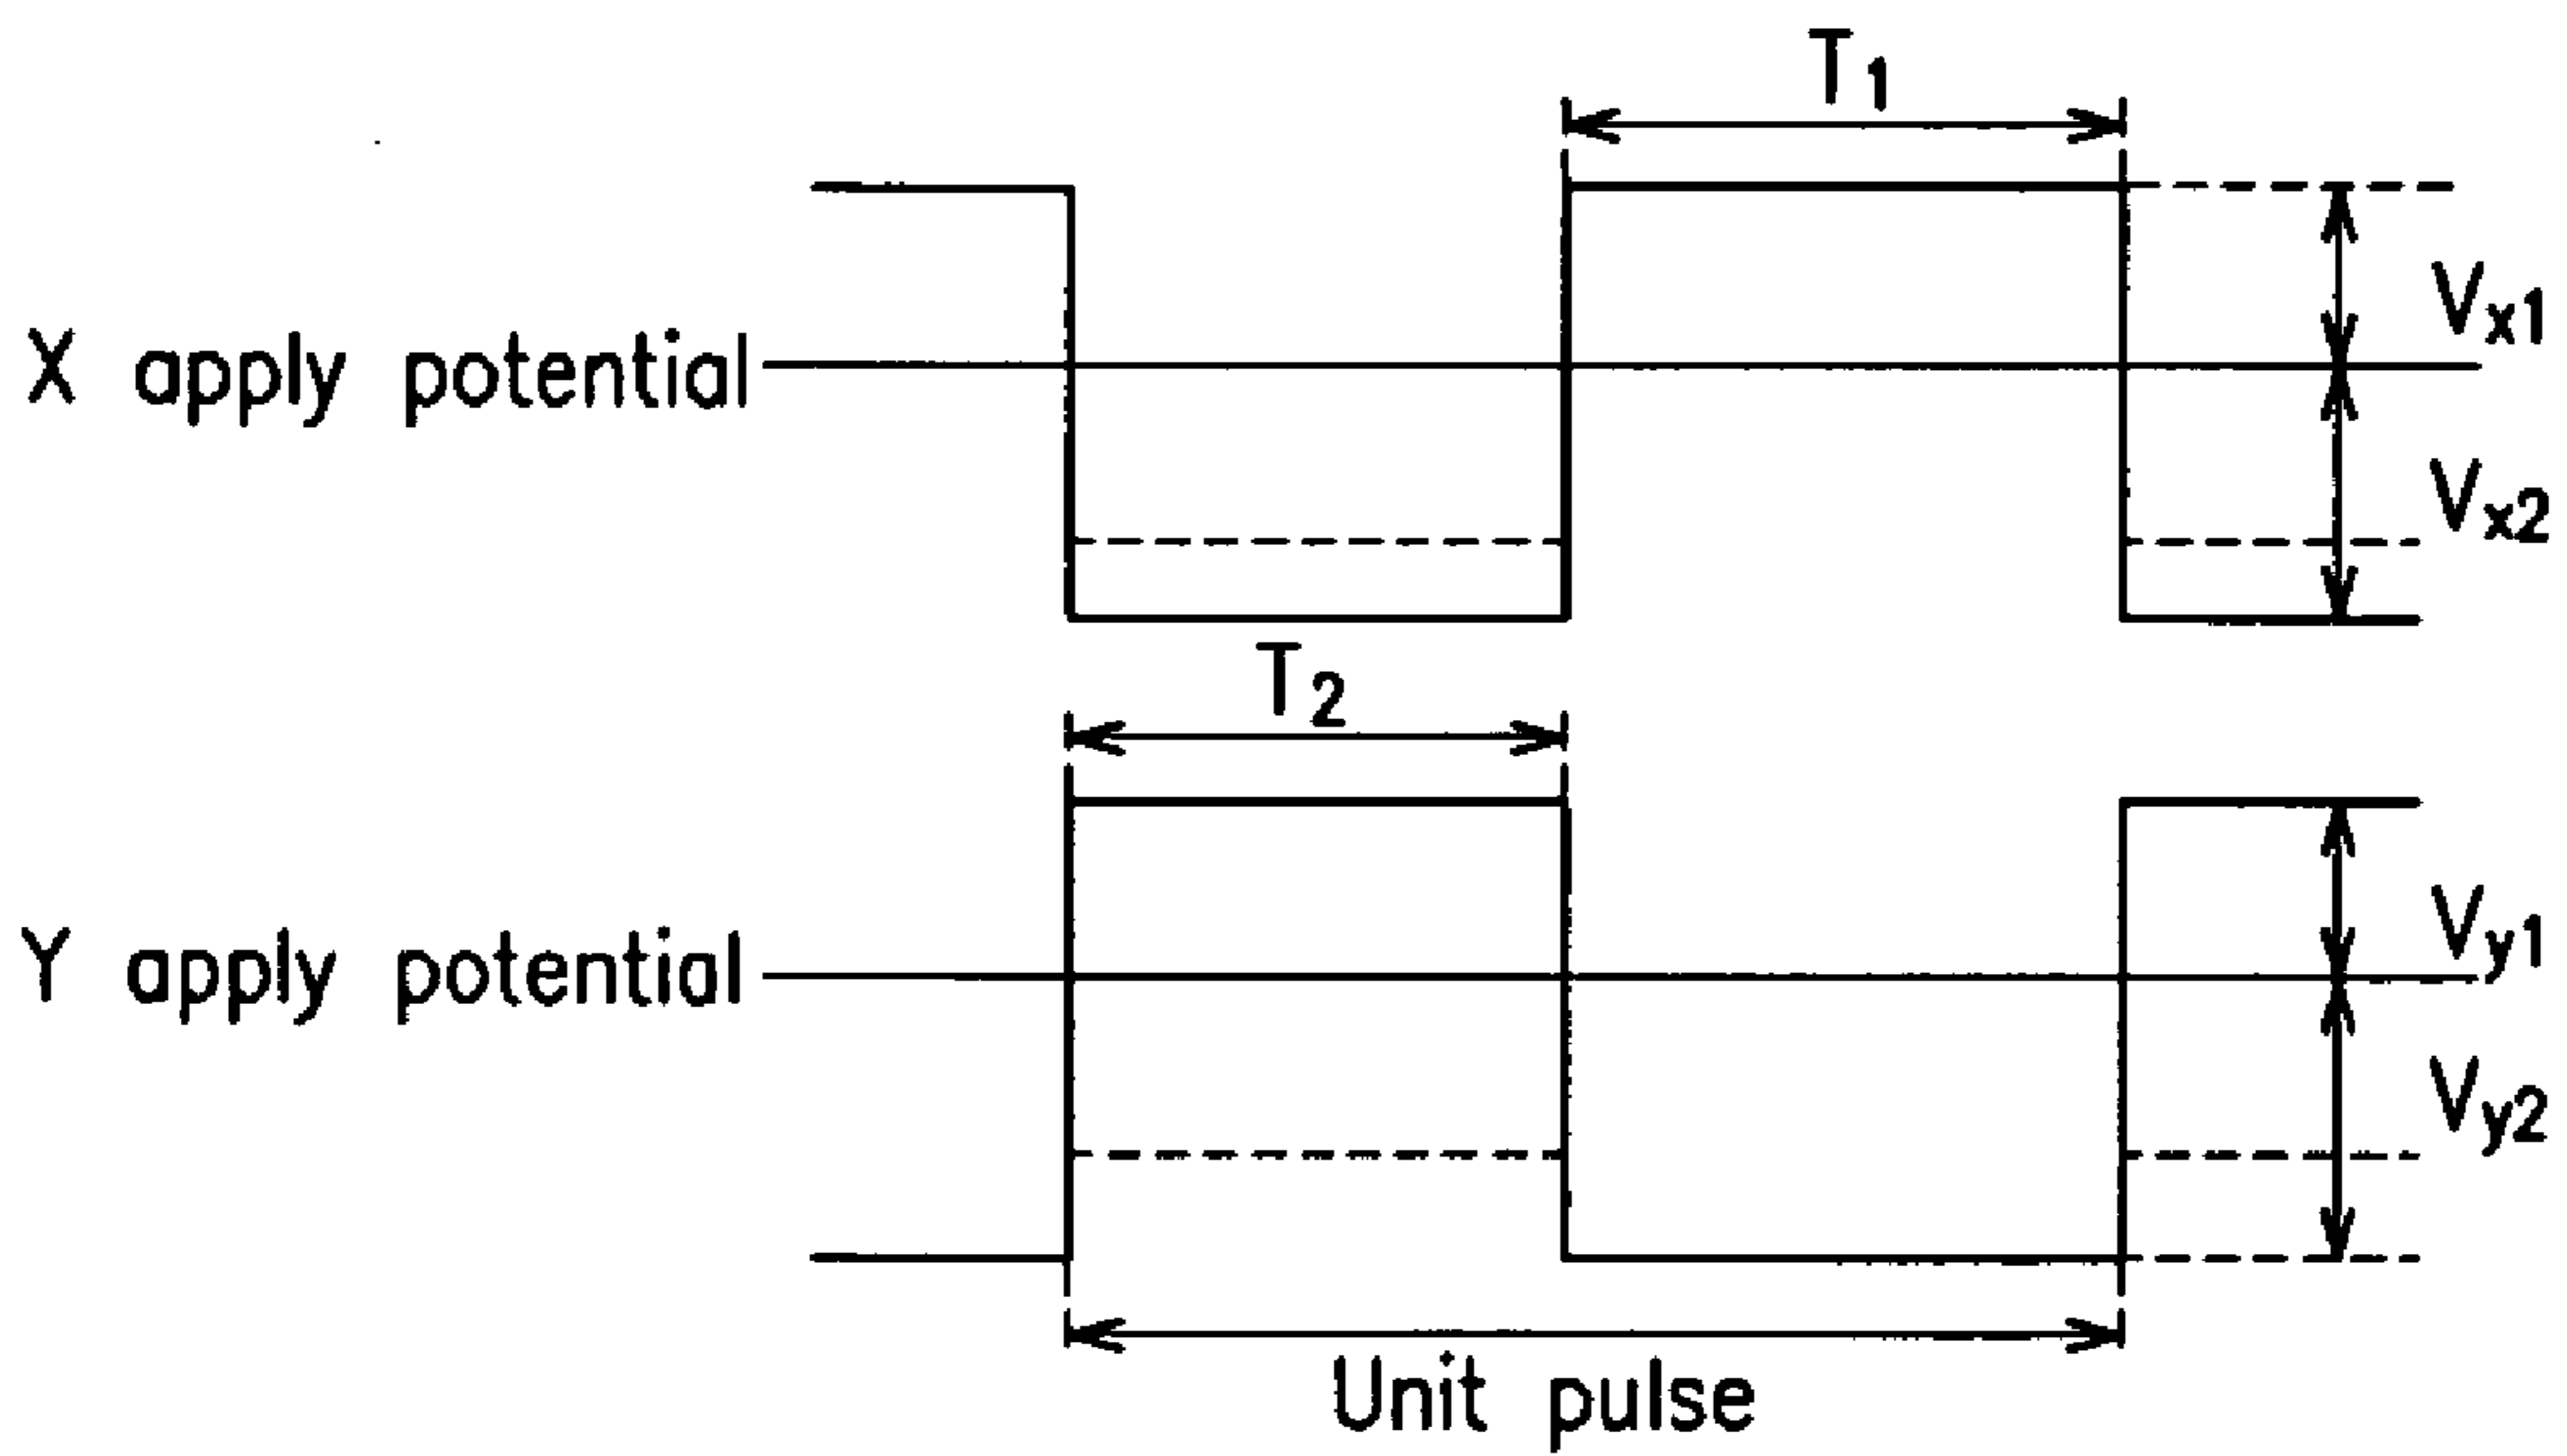 T1
X apply potential
Vx1
Vx2
T2
Y apply potential
Vy1
Vy2
Unit pulse